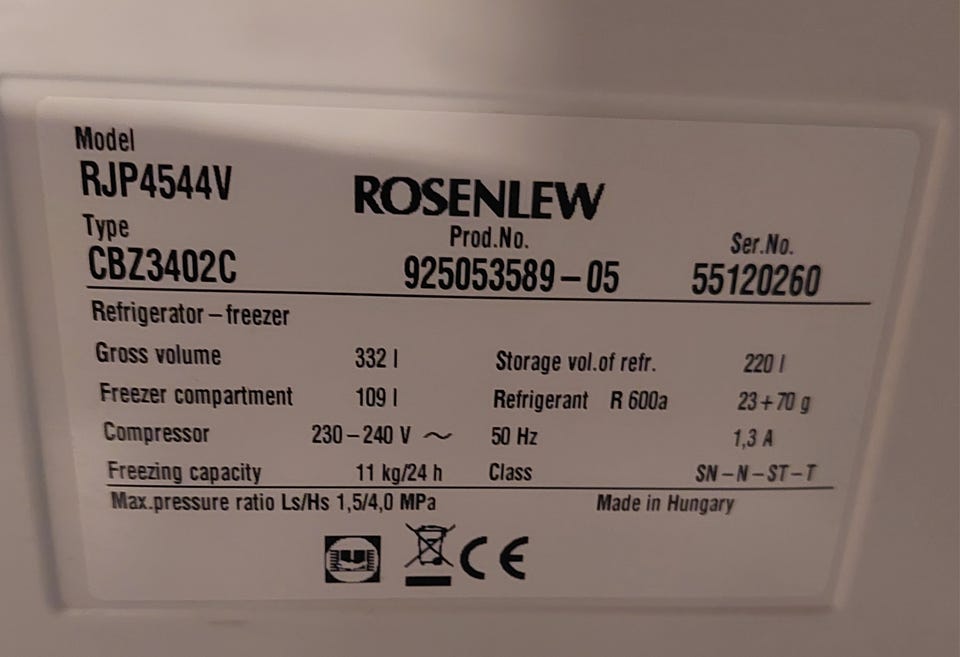 Model
RJP4544V
ROSENLEW
Type
Prod.No.
Ser.No.
CBZ3402C
925053589-05
55120260
Refrigerator-freezer
Gross volume 332 l Storage vol.of refr. 220 l
Freezer compartment 109 l Refrigerant R 600a 23+70 g
Compressor 230-240 V ~ 50 Hz 1,3 A
Freezing capacity 11 kg/24 h Class SN-N-ST-T
Max.pressure ratio Ls/Hs 1,5/4,0 MPa Made in Hungary
CE